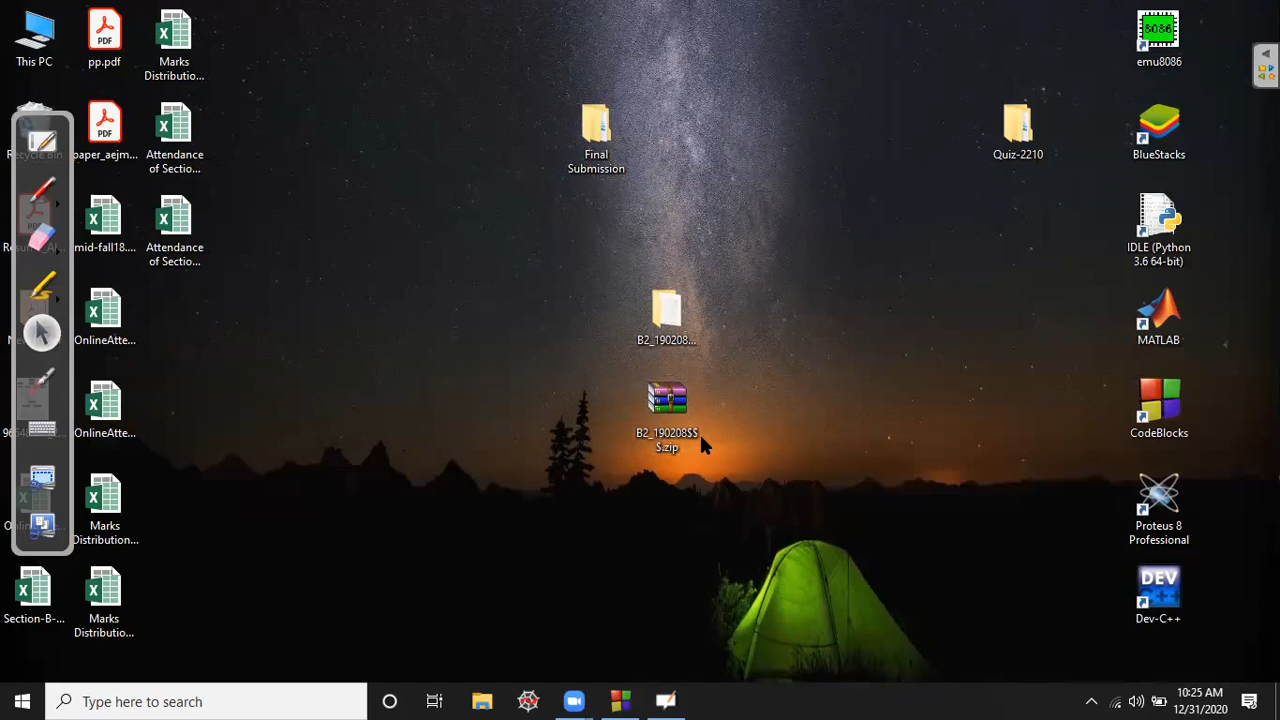 This PC
pp.pdf
Marks
Distributio...
Recycle Bin
paper_aejm...
Attendance
of Sectio...
mid-fall18....
Attendance
of Sectio...
OnlineAtte...
OnlineAtte...
Marks
Distribution...
Section-B-...
Marks
Distributio...
PDF
PDF
Final
Submission
Quiz-2210
B2_190208...
B2_190208$$
$.zip
8086
emu8086
BlueStacks
IDLE (Python
3.6 64-bit)
MATLAB
CodeBlocks
Proteus 8
Professional
DEV
Dev-C++
Type here to search
10:25 AM
12/31/2020